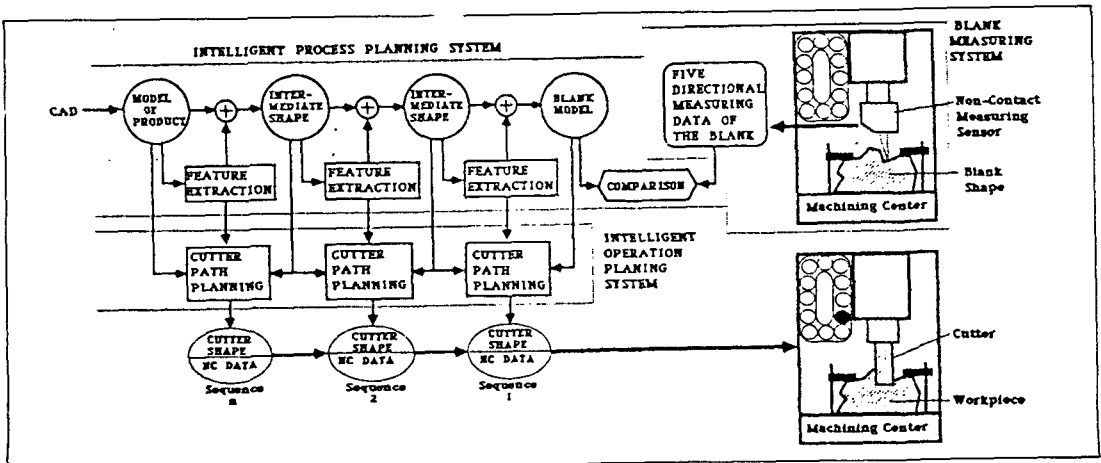 INTELLIGENT PROCESS PLANNING SYSTEM
BLANK
MEASURING
SYSTEM
CAD
MODEL
OF
PRODUCT
INTER-
MEDIATE
SHAPE
INTER-
MEDIATE
SHAPE
BLANK MODEL
FIVE
DIRECTIONAL
MEASURING
DATA OF
THE BLANK
Non-Contact
Measuring
Sensor
FEATURE
EXTRACTION
FEATURE
EXTRACTION
FEATURE
EXTRACTION
COMPARISON
Blank
Shape
Machining Center
CUTTER
PATH
PLANNING
CUTTER
PATH
PLANNING
CUTTER
PATH
PLANNING
INTELLIGENT
OPERATION
PLANING
SYSTEM
CUTTER
SHAPE
NC DATA
Sequence
n
CUTTER
SHAPE
NC DATA
Sequence
2
CUTTER
SHAPE
NC DATA
Sequence
1
Cutter
Workpiece
Machining Center